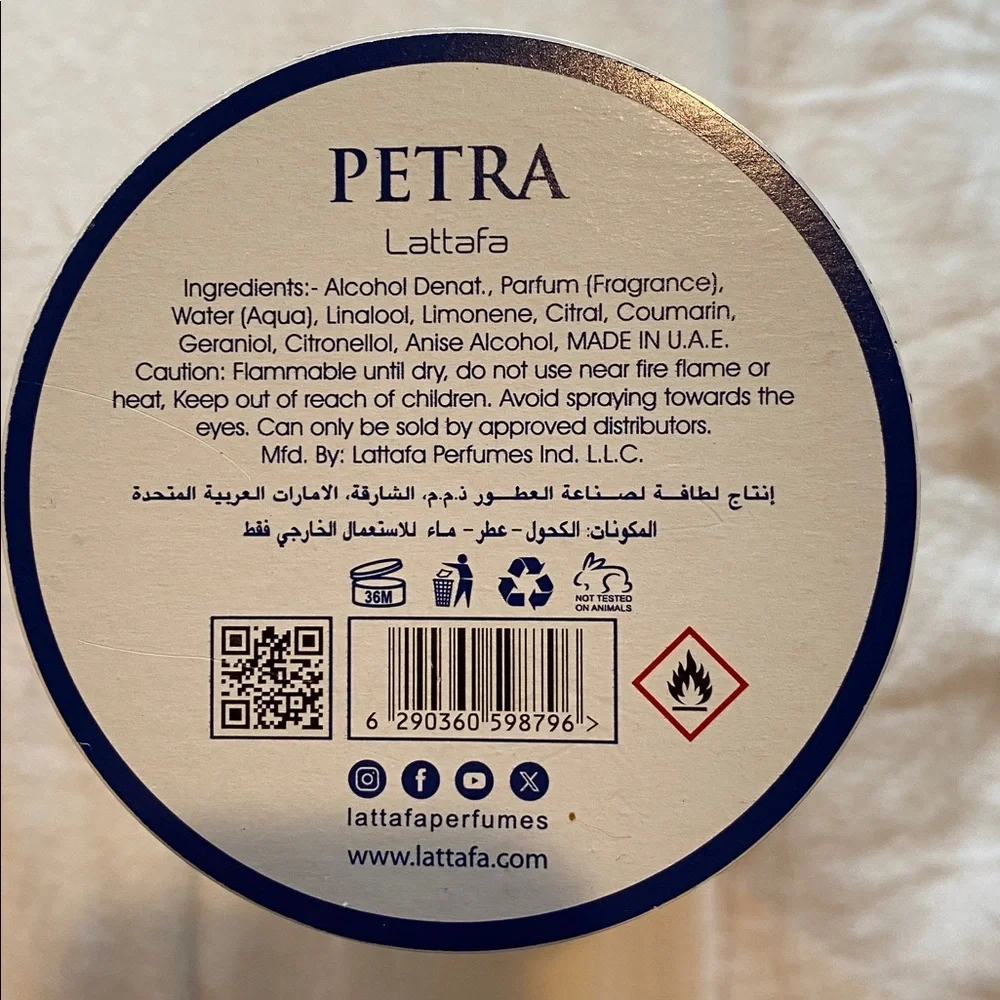 PETRA
Lattafa
Ingredients:- Alcohol Denat., Parfum (Fragrance),
Water (Aqua), Linalool, Limonene, Citral, Coumarin,
Geraniol, Citronellol, Anise Alcohol, MADE IN U.A.E.
Caution: Flammable until dry, do not use near fire flame or
heat, Keep out of reach of children. Avoid spraying towards the
eyes. Can only be sold by approved distributors.
Mfd. By: Lattafa Perfumes Ind. L.L.C.
إنتاج لطافة لصناعة العطور ذ.م.م، الشارقة، الامارات العربية المتحدة
المكونات: الكحول - عطر - ماء للاستعمال الخارجي فقط
36M
NOT TESTED
ON ANIMALS
6 290360 598796 >
lattafaperfumes
www.lattafa.com